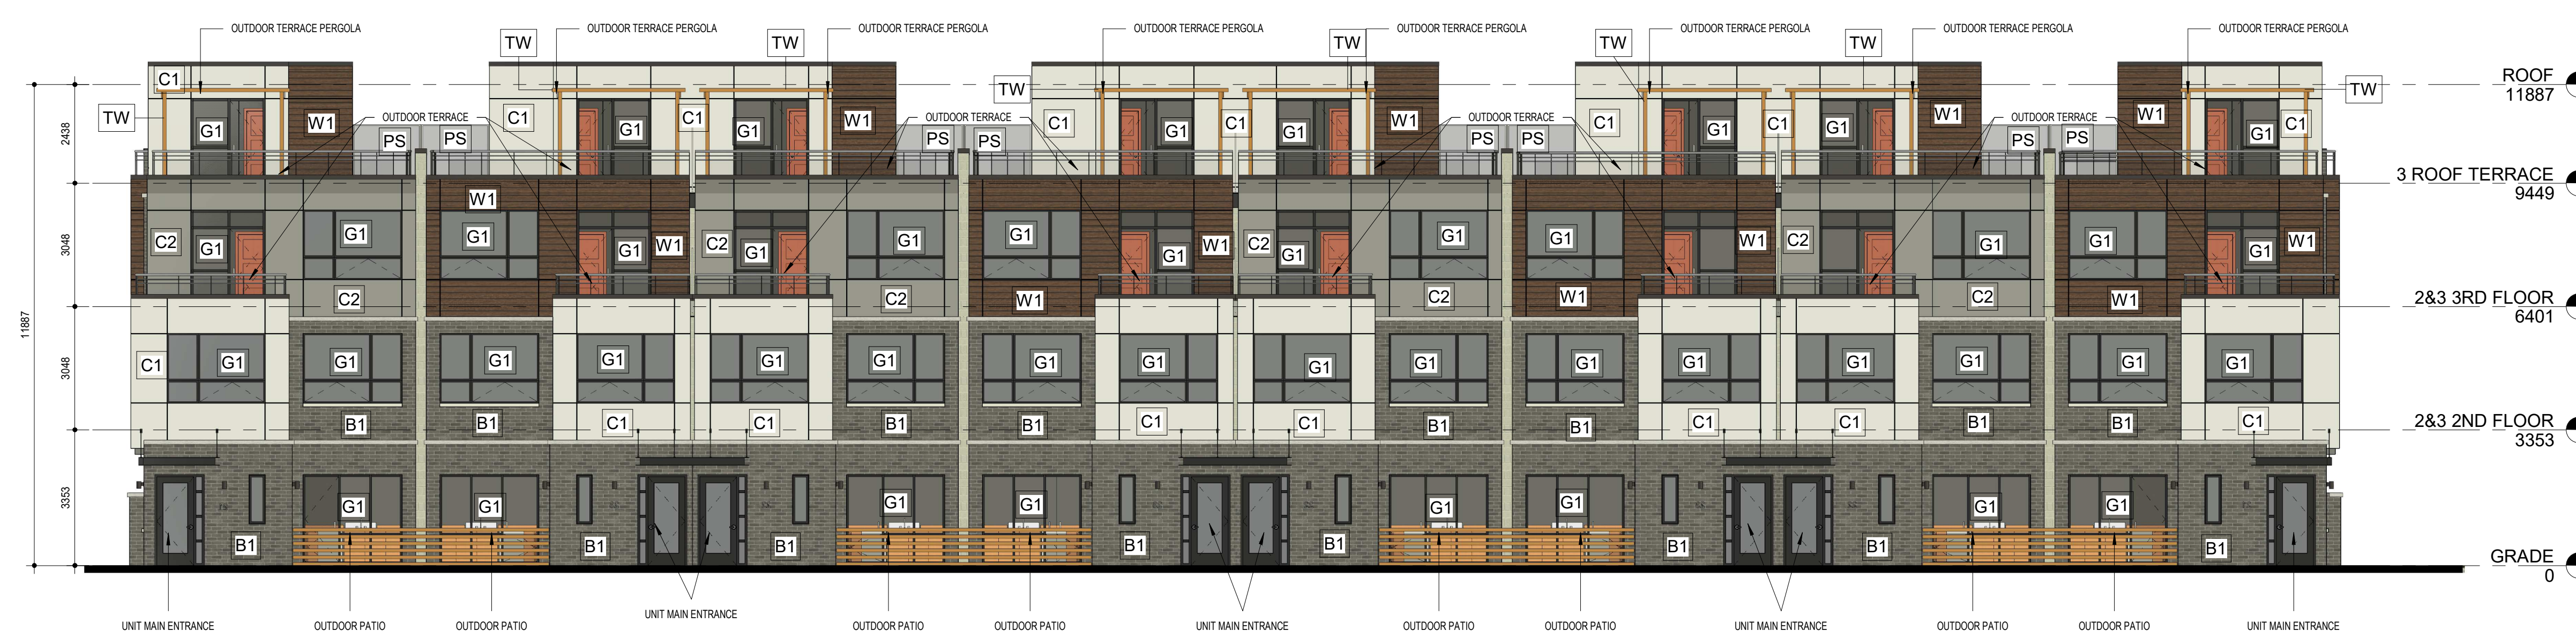 OUTDOOR TERRACE PERGOLA OUTDOOR TERRACE PERGOLA OUTDOOR TERRACE PERGOLA OUTDOOR TERRACE PERGOLA OUTDOOR TERRACE PERGOLA OUTDOOR TERRACE PERGOLA OUTDOOR TERRACE PERGOLA OUTDOOR TERRACE PERGOLA
TW TW TW TW TW
C1 TW ROOF
TW TW 11887
TW G1 W1 C1 G1 C1 G1 W1 C1 G1 C1 G1 W1 C1 G1 C1 G1 W1 W1 G1 C1
OUTDOOR TERRACE OUTDOOR TERRACE OUTDOOR TERRACE OUTDOOR TERRACE
2438
PS PS PS PS PS PS PS PS
3 ROOF TERRACE
9449
W1
C2 G1 G1 G1 G1 W1 C2 G1 G1 G1 G1 W1 C2 G1 G1 G1 G1 W1 C2 G1 G1 G1 W1
3048
C2 C2 W1 C2 W1 C2 W1
2&3 3RD FLOOR
6401
11887
C1 G1 G1 G1 G1 G1 G1 G1 G1 G1 G1 G1 G1 G1 G1 G1 G1
3048
B1 B1 C1 C1 B1 B1 C1 C1 B1 B1 C1 C1 B1 B1 C1
2&3 2ND FLOOR
3353
3353
G1 G1 G1 G1 G1 G1 G1 G1
B1 B1 B1 B1 B1 B1 B1 B1
GRADE
0
UNIT MAIN ENTRANCE OUTDOOR PATIO OUTDOOR PATIO UNIT MAIN ENTRANCE OUTDOOR PATIO OUTDOOR PATIO UNIT MAIN ENTRANCE OUTDOOR PATIO OUTDOOR PATIO UNIT MAIN ENTRANCE OUTDOOR PATIO OUTDOOR PATIO UNIT MAIN ENTRANCE